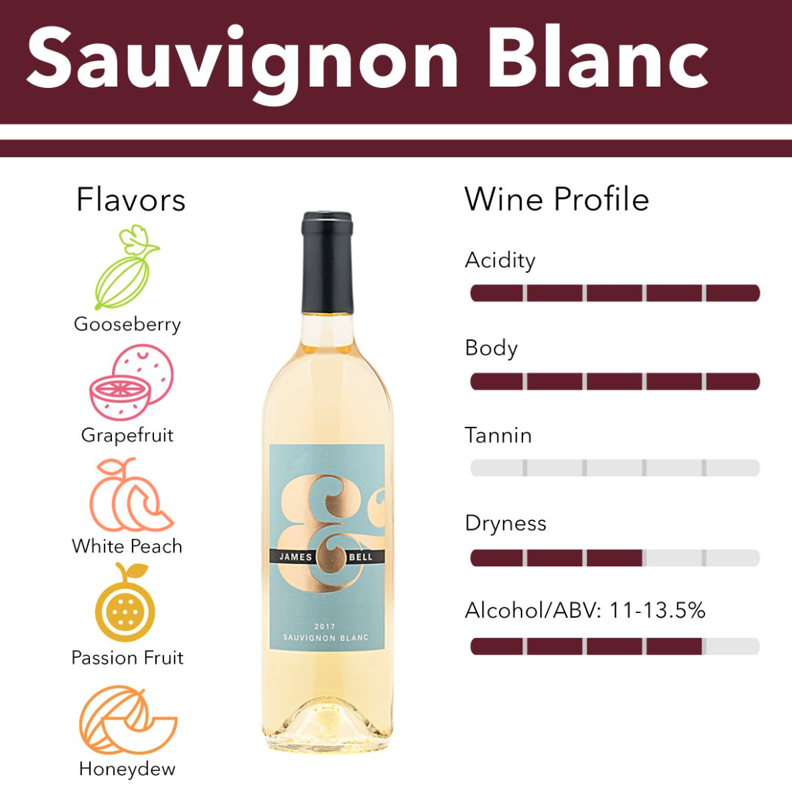 Sauvignon Blanc
Flavors
Gooseberry
Grapefruit
White Peach
Passion Fruit
Honeydew
&
JAMES BELL
2017
SAUVIGNON BLANC
Wine Profile
Acidity
Body
Tannin
Dryness
Alcohol/ABV: 11-13.5%